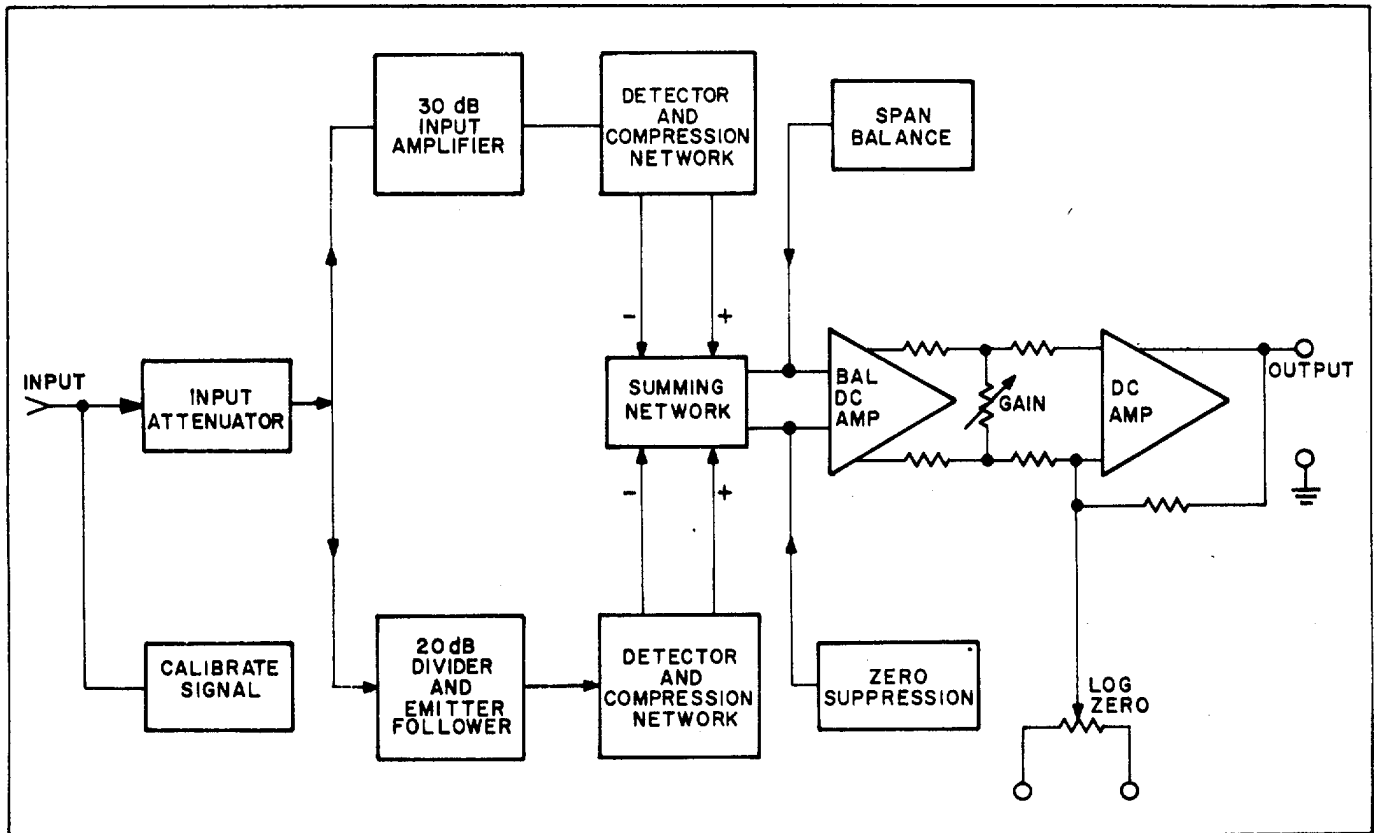 30 dB
INPUT
AMPLIFIER
DETECTOR
AND
COMPRESSION
NETWORK
SPAN
BALANCE
-
+
INPUT
INPUT
ATTENUATOR
SUMMING
NETWORK
BAL
DC
AMP
GAIN
DC
AMP
OUTPUT
-
+
CALIBRATE
SIGNAL
20 dB
DIVIDER
AND
EMITTER
FOLLOWER
DETECTOR
AND
COMPRESSION
NETWORK
ZERO
SUPPRESSION
LOG
ZERO